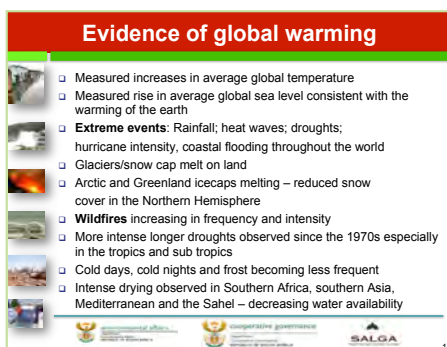 Evidence of global warming
❑ Measured increases in average global temperature
❑ Measured rise in average global sea level consistent with the
warming of the earth
❑ Extreme events: Rainfall; heat waves; droughts;
hurricane intensity, coastal flooding throughout the world
❑ Glaciers/snow cap melt on land
❑ Arctic and Greenland icecaps melting – reduced snow
cover in the Northern Hemisphere
❑ Wildfires increasing in frequency and intensity
❑ More intense longer droughts observed since the 1970s especially
in the tropics and sub tropics
❑ Cold days, cold nights and frost becoming less frequent
❑ Intense drying observed in Southern Africa, southern Asia,
Mediterranean and the Sahel – decreasing water availability
environmental affairs
cooperative governance
REPUBLIC OF SOUTH AFRICA
SALGA